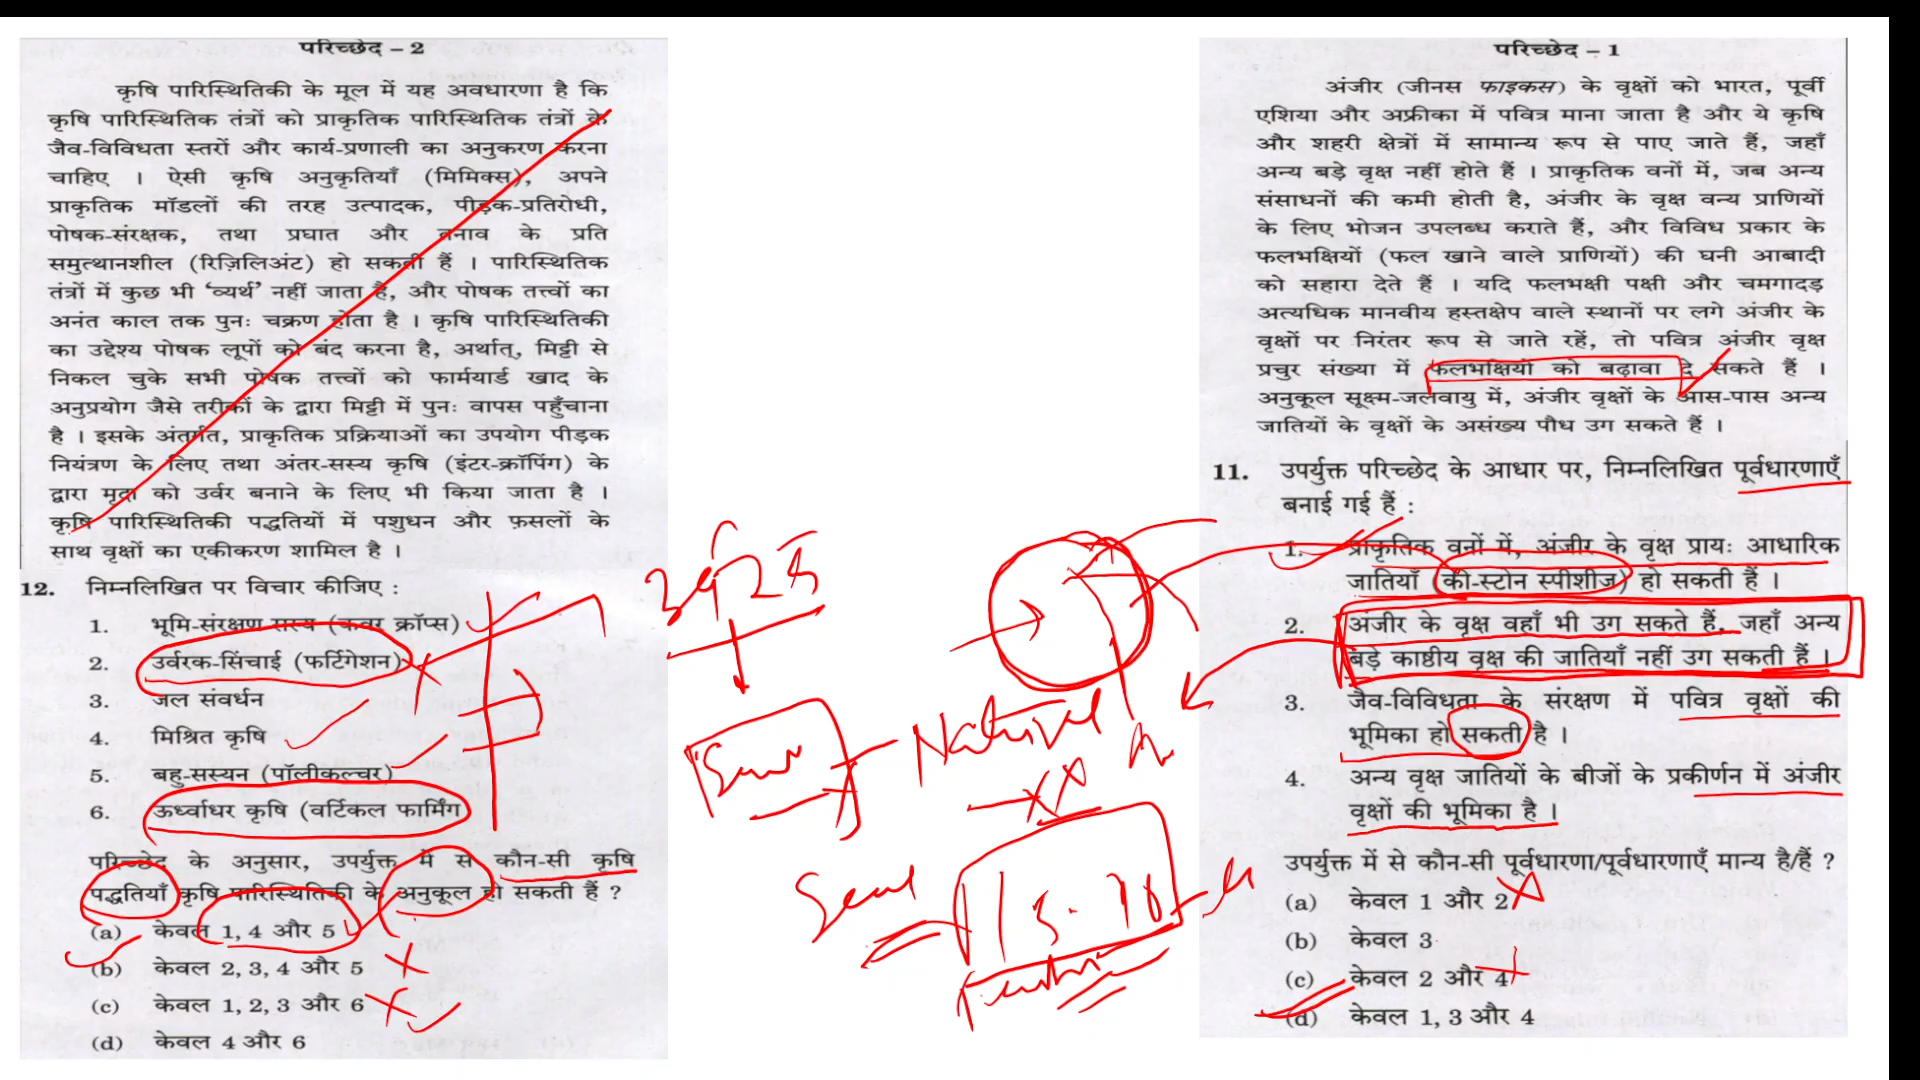 परिच्छेद – 2
कृषि पारिस्थितिकी के मूल में यह अवधारणा है कि
कृषि पारिस्थितिक तंत्रों को प्राकृतिक पारिस्थितिक तंत्रों के
जैव-विविधता स्तरों और कार्य-प्रणाली का अनुकरण करना
चाहिए । ऐसी कृषि अनुकृतियाँ (मिमिक्स), अपने
प्राकृतिक मॉडलों की तरह उत्पादक, पीड़क-प्रतिरोधी,
पोषक-संरक्षक, तथा प्रघात और तनाव के प्रति
समुत्थानशील (रिज़िलिअंट) हो सकती हैं । पारिस्थितिक
तंत्रों में कुछ भी ‘व्यर्थ’ नहीं जाता है, और पोषक तत्त्वों का
अनंत काल तक पुनः चक्रण होता है । कृषि पारिस्थितिकी
का उद्देश्य पोषक लूपों को बंद करना है, अर्थात्, मिट्टी से
निकल चुके सभी पोषक तत्त्वों को फार्मयार्ड खाद के
अनुप्रयोग जैसे तरीकों के द्वारा मिट्टी में पुनः वापस पहुँचाना
है । इसके अंतर्गत, प्राकृतिक प्रक्रियाओं का उपयोग पीड़क
नियंत्रण के लिए तथा अंतर-सस्य कृषि (इंटर-क्रॉपिंग) के
द्वारा मृदा को उर्वर बनाने के लिए भी किया जाता है ।
कृषि पारिस्थितिकी पद्धतियों में पशुधन और फ़सलों के
साथ वृक्षों का एकीकरण शामिल है ।
12. निम्नलिखित पर विचार कीजिए :
1. भूमि-संरक्षण सस्य (कवर क्रॉप्स)
2. उर्वरक-सिंचाई (फर्टिगेशन)
3. जल संवर्धन
4. मिश्रित कृषि
5. बहु-सस्यन (पॉलीकल्चर)
6. ऊर्ध्वाधर कृषि (वर्टिकल फार्मिंग
परिच्छेद के अनुसार, उपर्युक्त में से कौन-सी कृषि
पद्धतियाँ कृषि पारिस्थितिकी के अनुकूल हो सकती हैं ?
(a) केवल 1, 4 और 5
(b) केवल 2, 3, 4 और 5
(c) केवल 1, 2, 3 और 6
(d) केवल 4 और 6
Natural
परिच्छेद – 1
अंजीर (जीनस फाइकस) के वृक्षों को भारत, पूर्वी
एशिया और अफ्रीका में पवित्र माना जाता है और ये कृषि
और शहरी क्षेत्रों में सामान्य रूप से पाए जाते हैं, जहाँ
अन्य बड़े वृक्ष नहीं होते हैं । प्राकृतिक वनों में, जब अन्य
संसाधनों की कमी होती है, अंजीर के वृक्ष वन्य प्राणियों
के लिए भोजन उपलब्ध कराते हैं, और विविध प्रकार के
फलभक्षियों (फल खाने वाले प्राणियों) की घनी आबादी
को सहारा देते हैं । यदि फलभक्षी पक्षी और चमगादड़
अत्यधिक मानवीय हस्तक्षेप वाले स्थानों पर लगे अंजीर के
वृक्षों पर निरंतर रूप से जाते रहें, तो पवित्र अंजीर वृक्ष
प्रचुर संख्या में फलभक्षियों को बढ़ावा दे सकते हैं ।
अनुकूल सूक्ष्म-जलवायु में, अंजीर वृक्षों के आस-पास अन्य
जातियों के वृक्षों के असंख्य पौध उग सकते हैं ।
11. उपर्युक्त परिच्छेद के आधार पर, निम्नलिखित पूर्वधारणाएँ
बनाई गई हैं :
1. प्राकृतिक वनों में, अंजीर के वृक्ष प्रायः आधारिक
जातियाँ (की-स्टोन स्पीशीज़) हो सकती हैं ।
2. अंजीर के वृक्ष वहाँ भी उग सकते हैं, जहाँ अन्य
बड़े काष्ठीय वृक्ष की जातियाँ नहीं उग सकती हैं ।
3. जैव-विविधता के संरक्षण में पवित्र वृक्षों की
भूमिका हो सकती है ।
4. अन्य वृक्ष जातियों के बीजों के प्रकीर्णन में अंजीर
वृक्षों की भूमिका है ।
उपर्युक्त में से कौन-सी पूर्वधारणा/पूर्वधारणाएँ मान्य है/हैं ?
(a) केवल 1 और 2
(b) केवल 3
(c) केवल 2 और 4
(d) केवल 1, 3 और 4